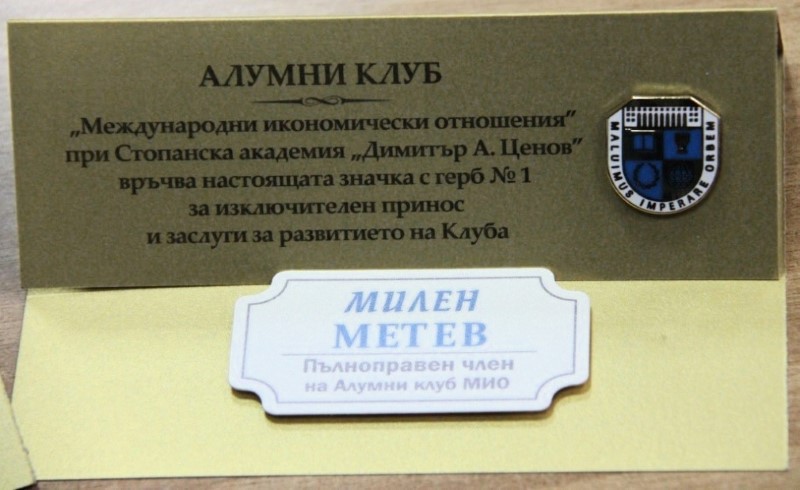 АЛУМНИ КЛУБ
„Международни икономически отношения”
при Стопанска академия „Димитър А. Ценов”
връчва настоящата значка с герб № 1
за изключителен принос
и заслуги за развитието на Клуба
MALUIMUS IMPERARE ORBEM
МИЛЕН
МЕТЕВ
Пълноправен член
на Алумни клуб МИО